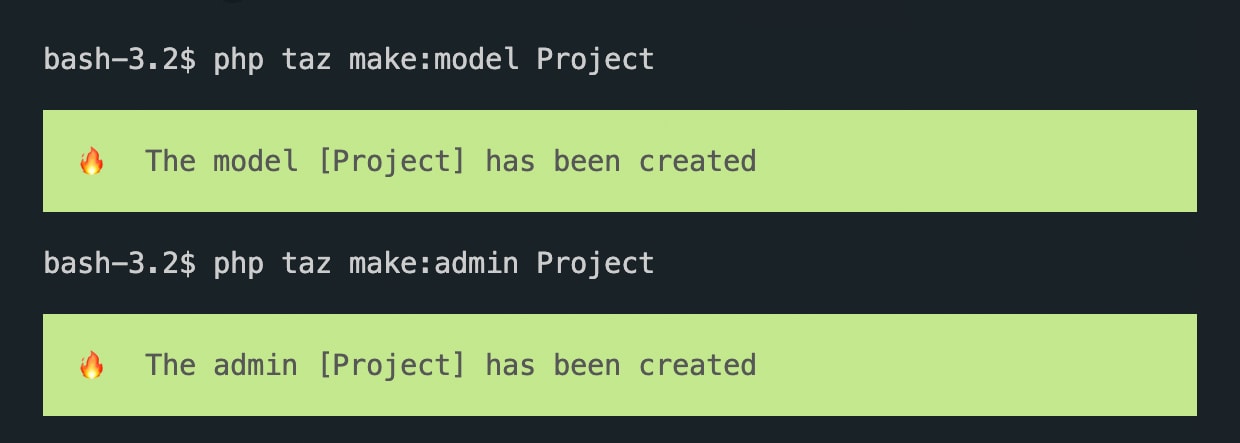 bash-3.2$ php taz make:model Project
🔥 The model [Project] has been created
bash-3.2$ php taz make:admin Project
🔥 The admin [Project] has been created